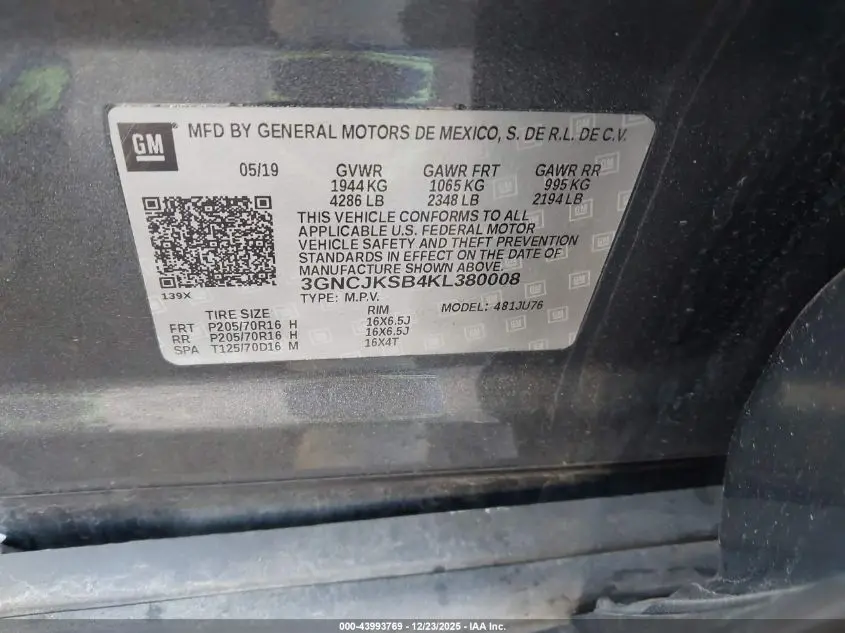 GM MFD BY GENERAL MOTORS DE MEXICO, S. DE R.L. DE C.V.
05/19 GVWR GAWR FRT GAWR RR
1944 KG 1065 KG 995 KG
4286 LB 2348 LB 2194 LB
THIS VEHICLE CONFORMS TO ALL
APPLICABLE U.S. FEDERAL MOTOR
VEHICLE SAFETY AND THEFT PREVENTION
STANDARDS IN EFFECT ON THE DATE OF
MANUFACTURE SHOWN ABOVE.
139X
3GNCJKSB4KL380008
TYPE: M.P.V. MODEL: 481JU76
TIRE SIZE RIM
FRT P205/70R16 H 16X6.5J
RR P205/70R16 H 16X6.5J
SPA T125/70D16 M 16X4T
000-43993769 - 12/23/2025 - IAA Inc.